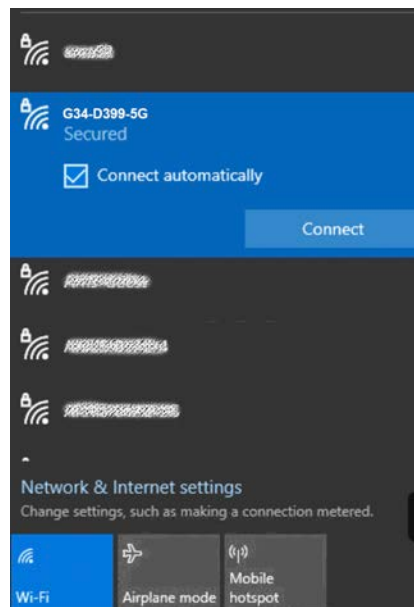 G34-D399-5G
Secured
Connect automatically
Connect
Network & Internet settings
Change settings, such as making a connection metered.
Wi-Fi
Airplane mode
Mobile
hotspot